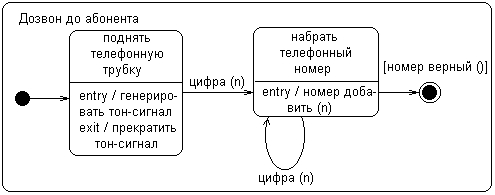 Дозвон до абонента
поднять
телефонную
трубку
entry / генериро-
вать тон-сигнал
exit / прекратить
тон-сигнал
цифра (n)
набрать
телефонный
номер
entry / номер доба-
вить (n)
цифра (n)
[номер верный ()]